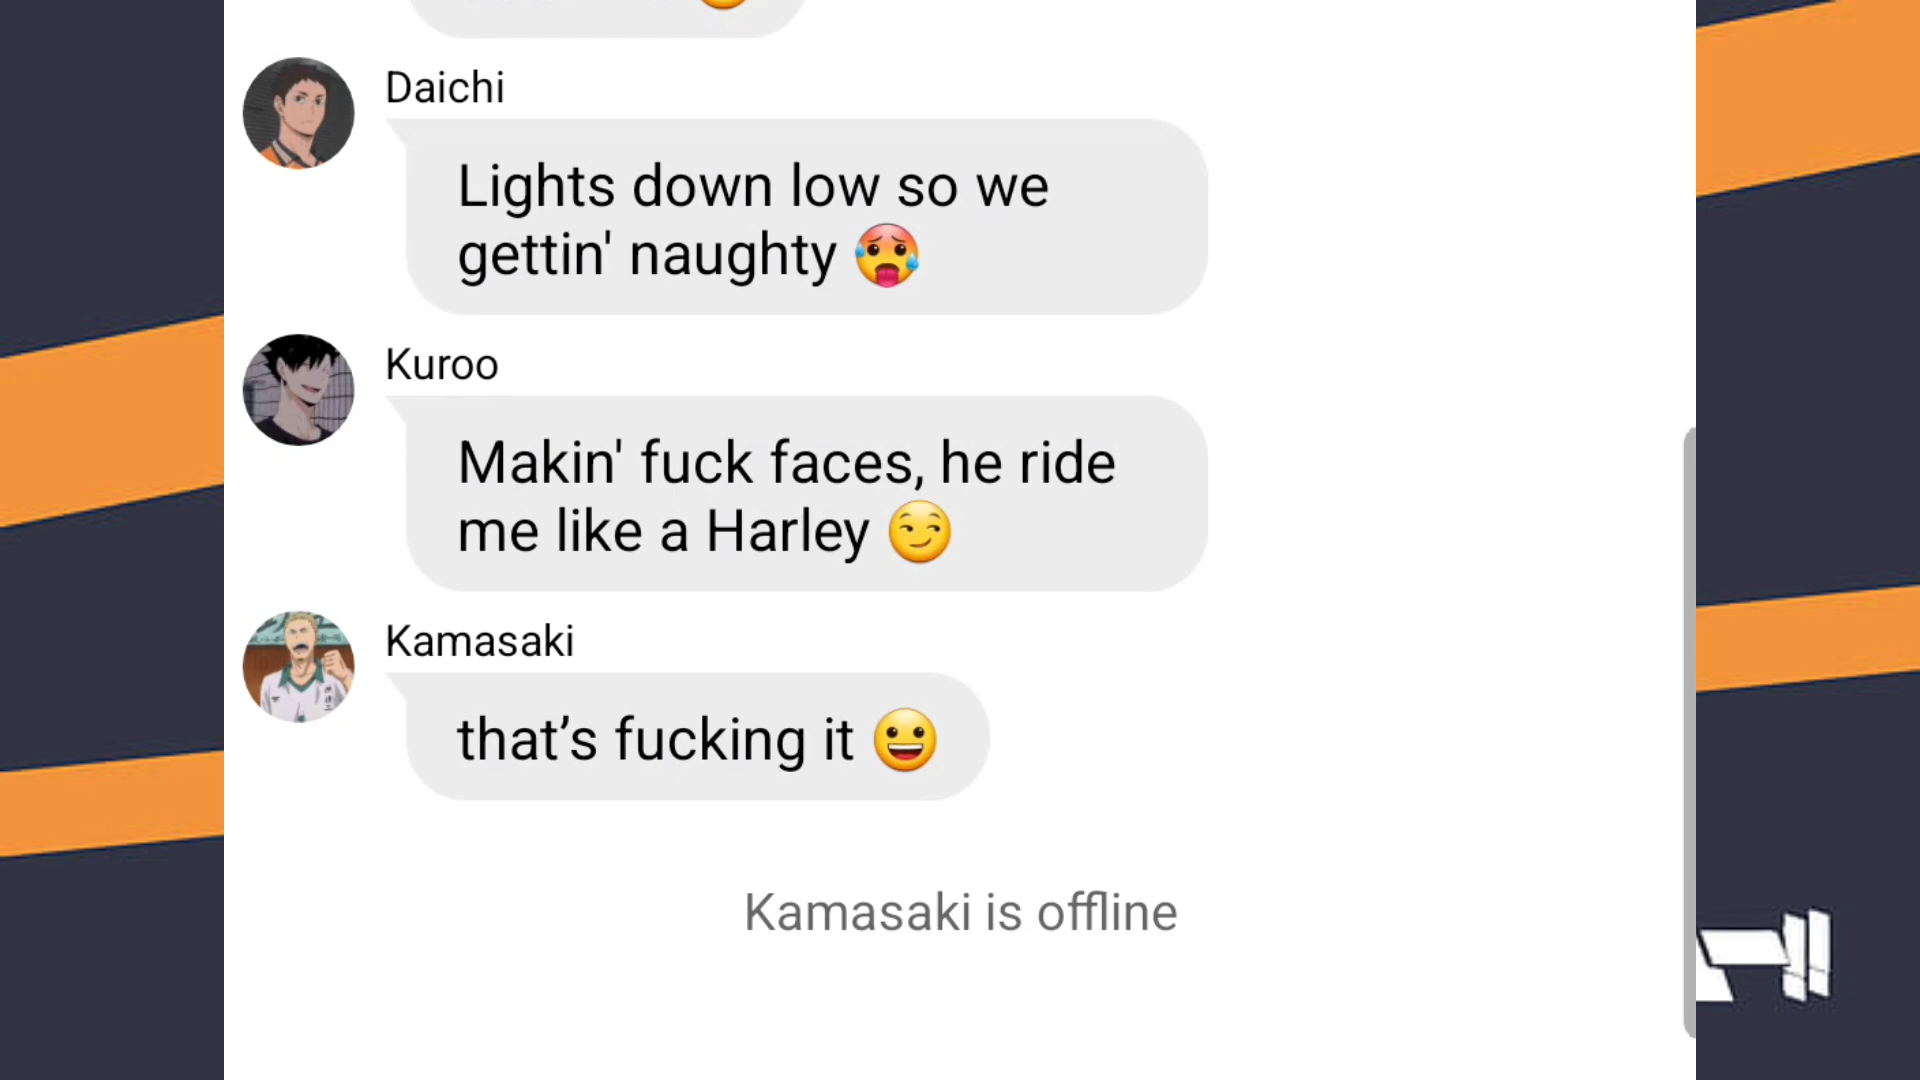 Daichi
Lights down low so we
gettin' naughty 🥵
Kuroo
Makin' fuck faces, he ride
me like a Harley 😏
Kamasaki
that’s fucking it 😀
Kamasaki is offline